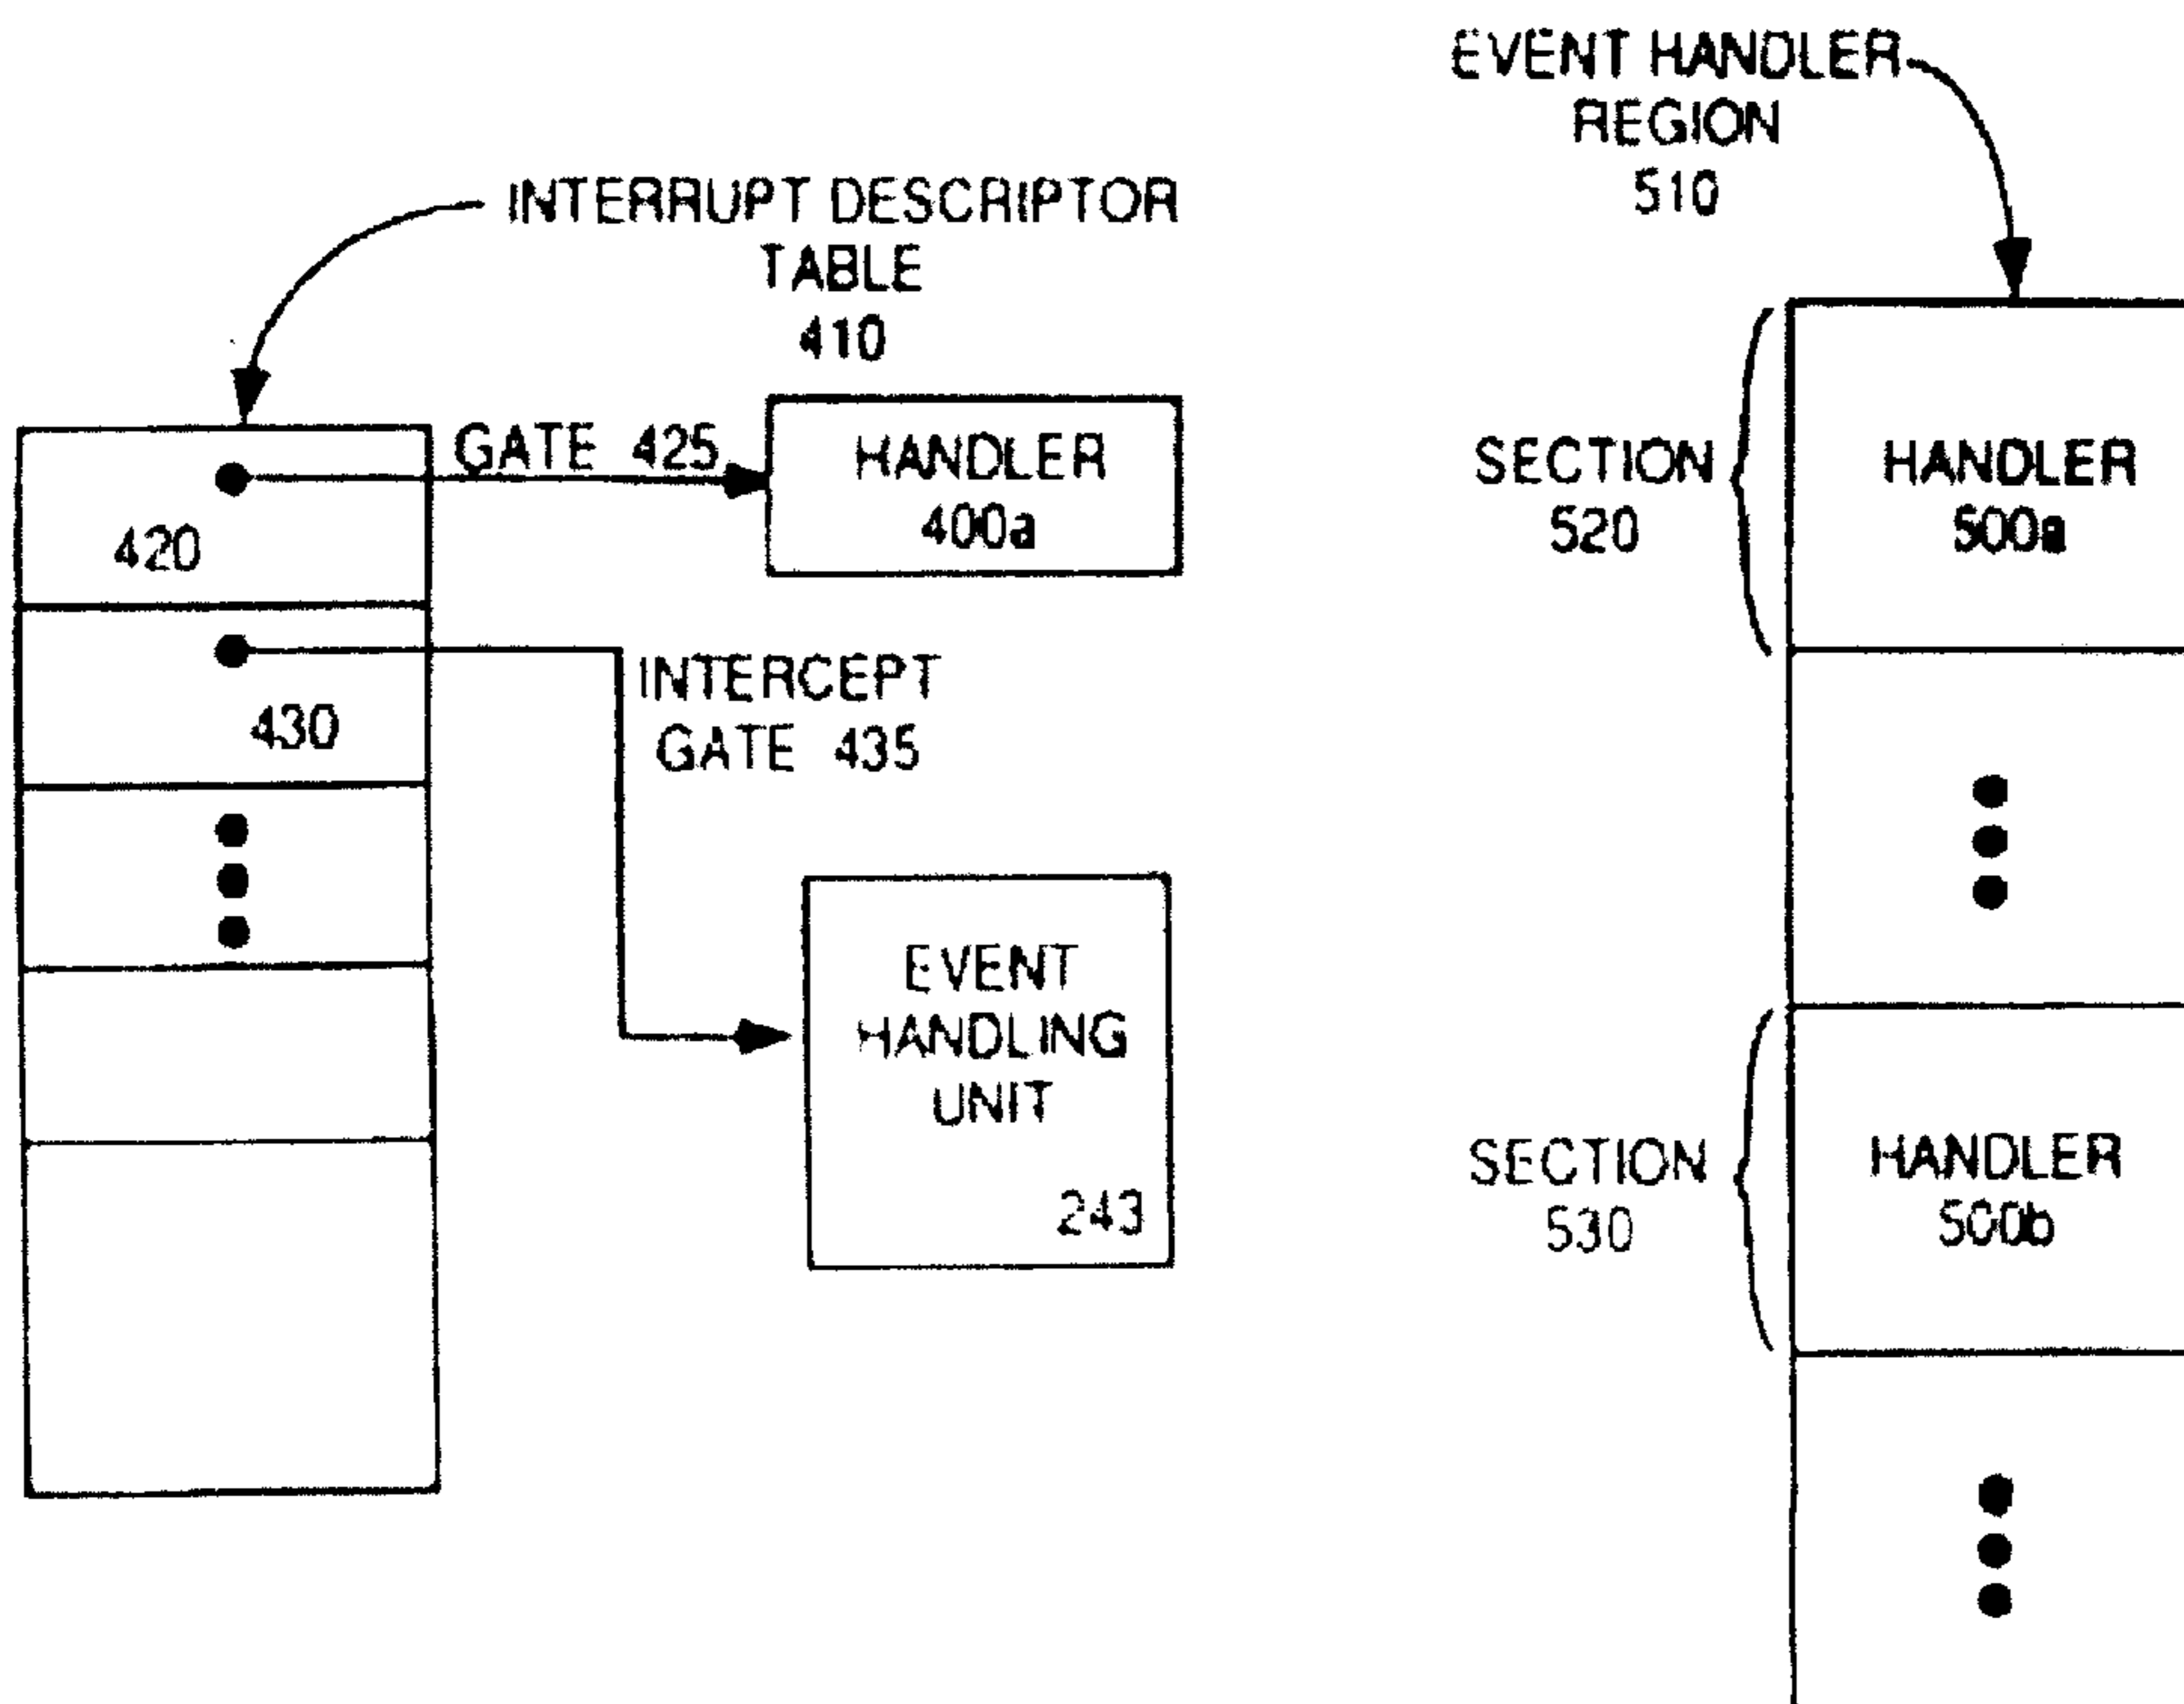 INTERRUPT DESCRIPTOR
TABLE
410
GATE 425
HANDLER
400a
420
INTERCEPT
GATE 435
430
EVENT
HANDLING
UNIT
243
EVENT HANDLER
REGION
510
SECTION
520
HANDLER
500a
SECTION
530
HANDLER
500b